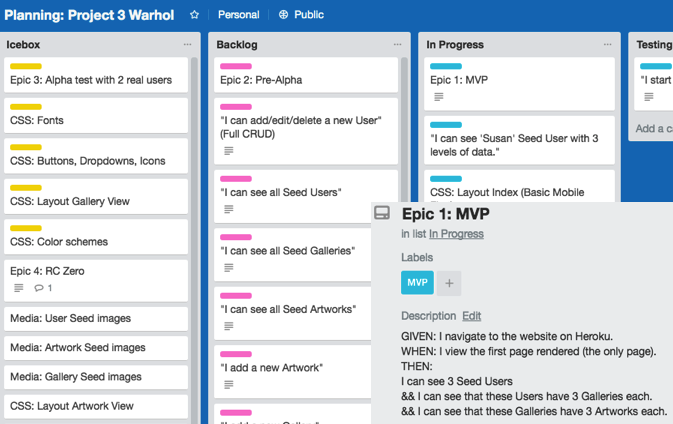 Planning: Project 3 Warhol
Personal
Public
Icebox
Epic 3: Alpha test with 2 real users
CSS: Fonts
CSS: Buttons, Dropdowns, Icons
CSS: Layout Gallery View
CSS: Color schemes
Epic 4: RC Zero
1
Media: User Seed images
Media: Artwork Seed images
Media: Gallery Seed images
CSS: Layout Artwork View
Backlog
Epic 2: Pre-Alpha
"I can add/edit/delete a new User"
(Full CRUD)
"I can see all Seed Users"
"I can see all Seed Galleries"
"I can see all Seed Artworks"
"I add a new Artwork"
In Progress
Epic 1: MVP
"I can see 'Susan' Seed User with 3
levels of data."
CSS: Layout Index (Basic Mobile
Testing
"I start
Add a ca
Epic 1: MVP
in list In Progress
Labels
MVP +
Description Edit
GIVEN: I navigate to the website on Heroku.
WHEN: I view the first page rendered (the only page).
THEN:
I can see 3 Seed Users
&& I can see that these Users have 3 Galleries each.
&& I can see that these Galleries have 3 Artworks each.